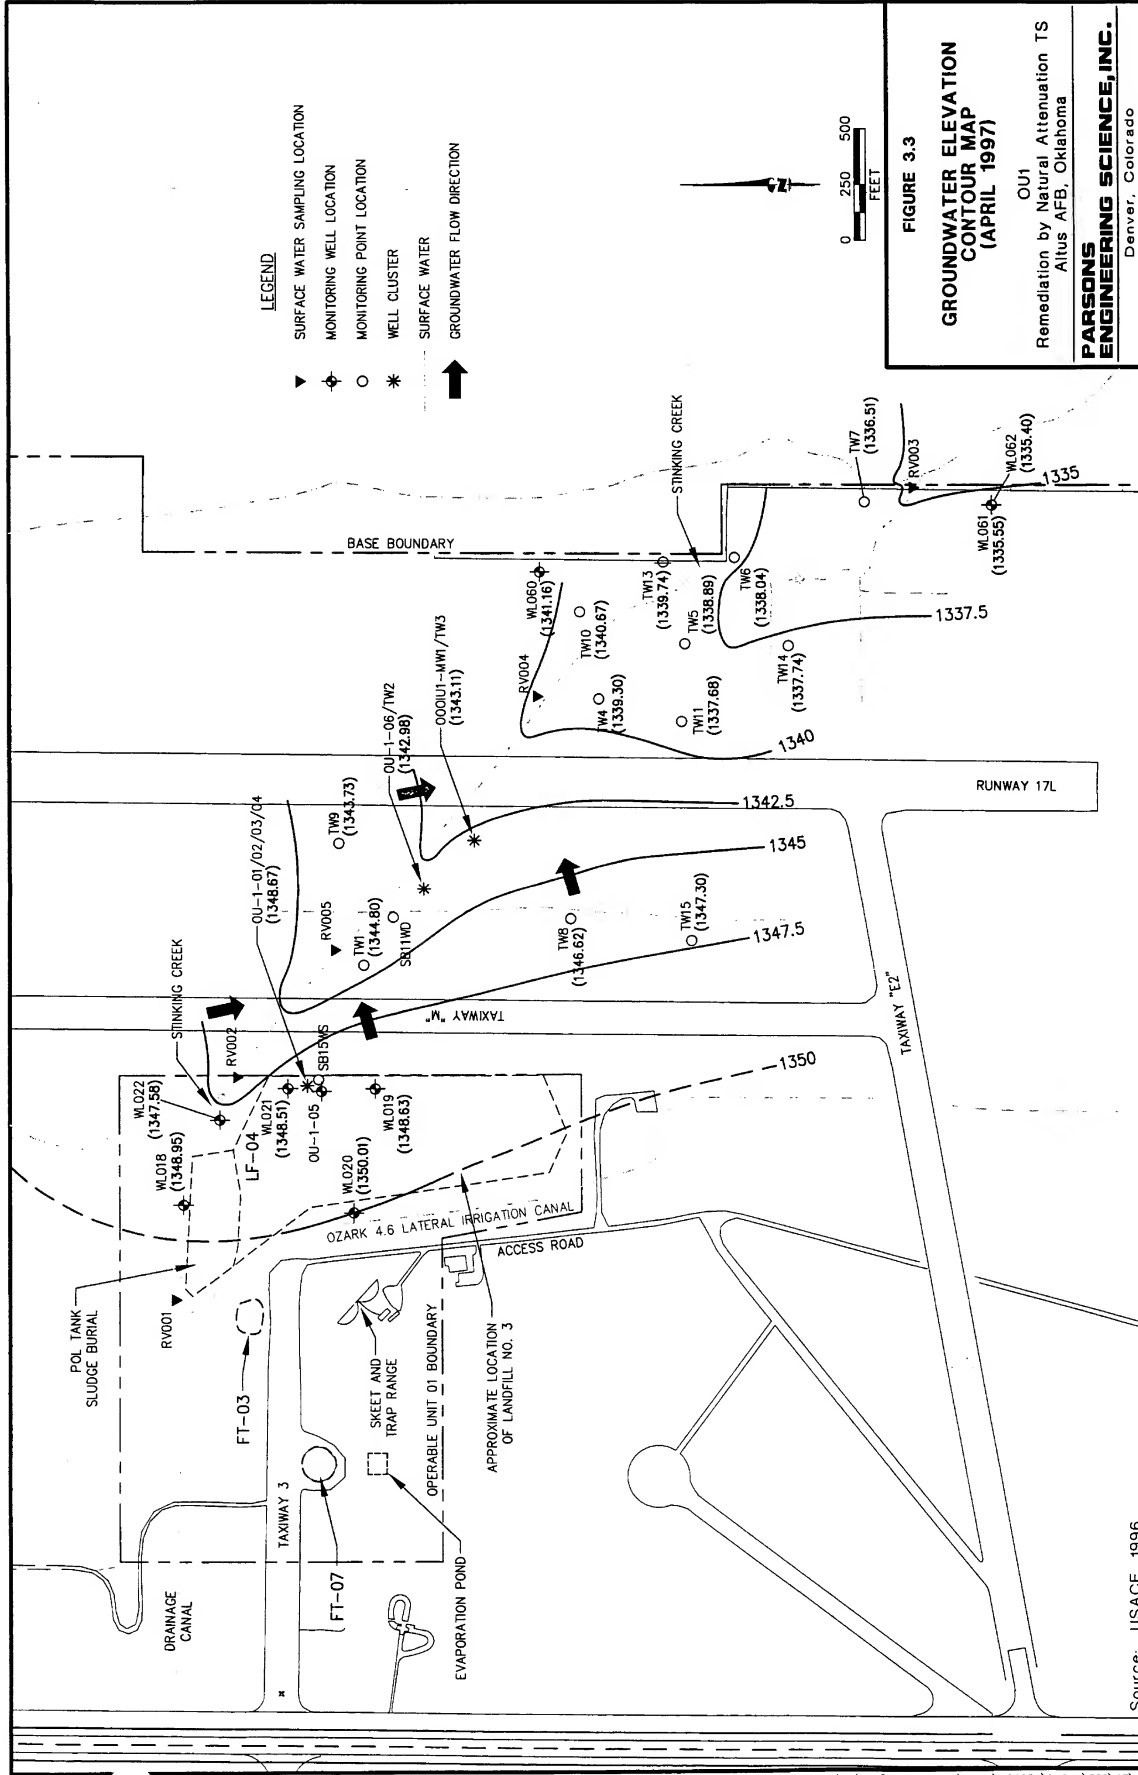 LEGEND
SURFACE WATER SAMPLING LOCATION
MONITORING WELL LOCATION
MONITORING POINT LOCATION
WELL CLUSTER
SURFACE WATER
GROUNDWATER FLOW DIRECTION
0 250 500
FEET
N
FIGURE 3.3
GROUNDWATER ELEVATION
CONTOUR MAP
(APRIL 1997)
OU1
Remediation by Natural Attenuation TS
Altus AFB, Oklahoma
PARSONS
ENGINEERING SCIENCE, INC.
Denver, Colorado
POL TANK
SLUDGE BURIAL
RV001
FT-03
DRAINAGE
CANAL
TAXIWAY 3
FT-07
EVAPORATION POND
SKEET AND
TRAP RANGE
OPERABLE UNIT 01 BOUNDARY
APPROXIMATE LOCATION
OF LANDFILL NO. 3
ACCESS ROAD
OZARK 4.6 LATERAL IRRIGATION CANAL
WL018
(1348.95)
WL022
(1347.58)
LF-04
WL021
(1348.51)
OU-1-05
WL020
(1350.01)
WL019
(1348.63)
SB15WS
STINKING CREEK
RV002
OU-1-01/02/03/04
(1348.67)
RV005
TW1
(1344.80)
SB11WD
TW9
(1343.73)
OU-1-06/TW2
(1342.98)
OOOIU1-MW1/TW3
(1343.11)
TW8
(1346.62)
TW15
(1347.30)
TAXIWAY "M"
TAXIWAY "E2"
RUNWAY 17L
1350
1347.5
1345
1342.5
1340
1337.5
1335
BASE BOUNDARY
WL060
(1341.16)
RV004
TW10
(1340.67)
TW4
(1339.30)
TW13
(1339.74)
TW5
(1338.89)
TW11
(1337.68)
TW6
(1338.04)
TW14
(1337.74)
STINKING CREEK
TW7
(1336.51)
RV003
WL061
(1335.55)
WL062
(1335.40)
Source: USACE, 1996